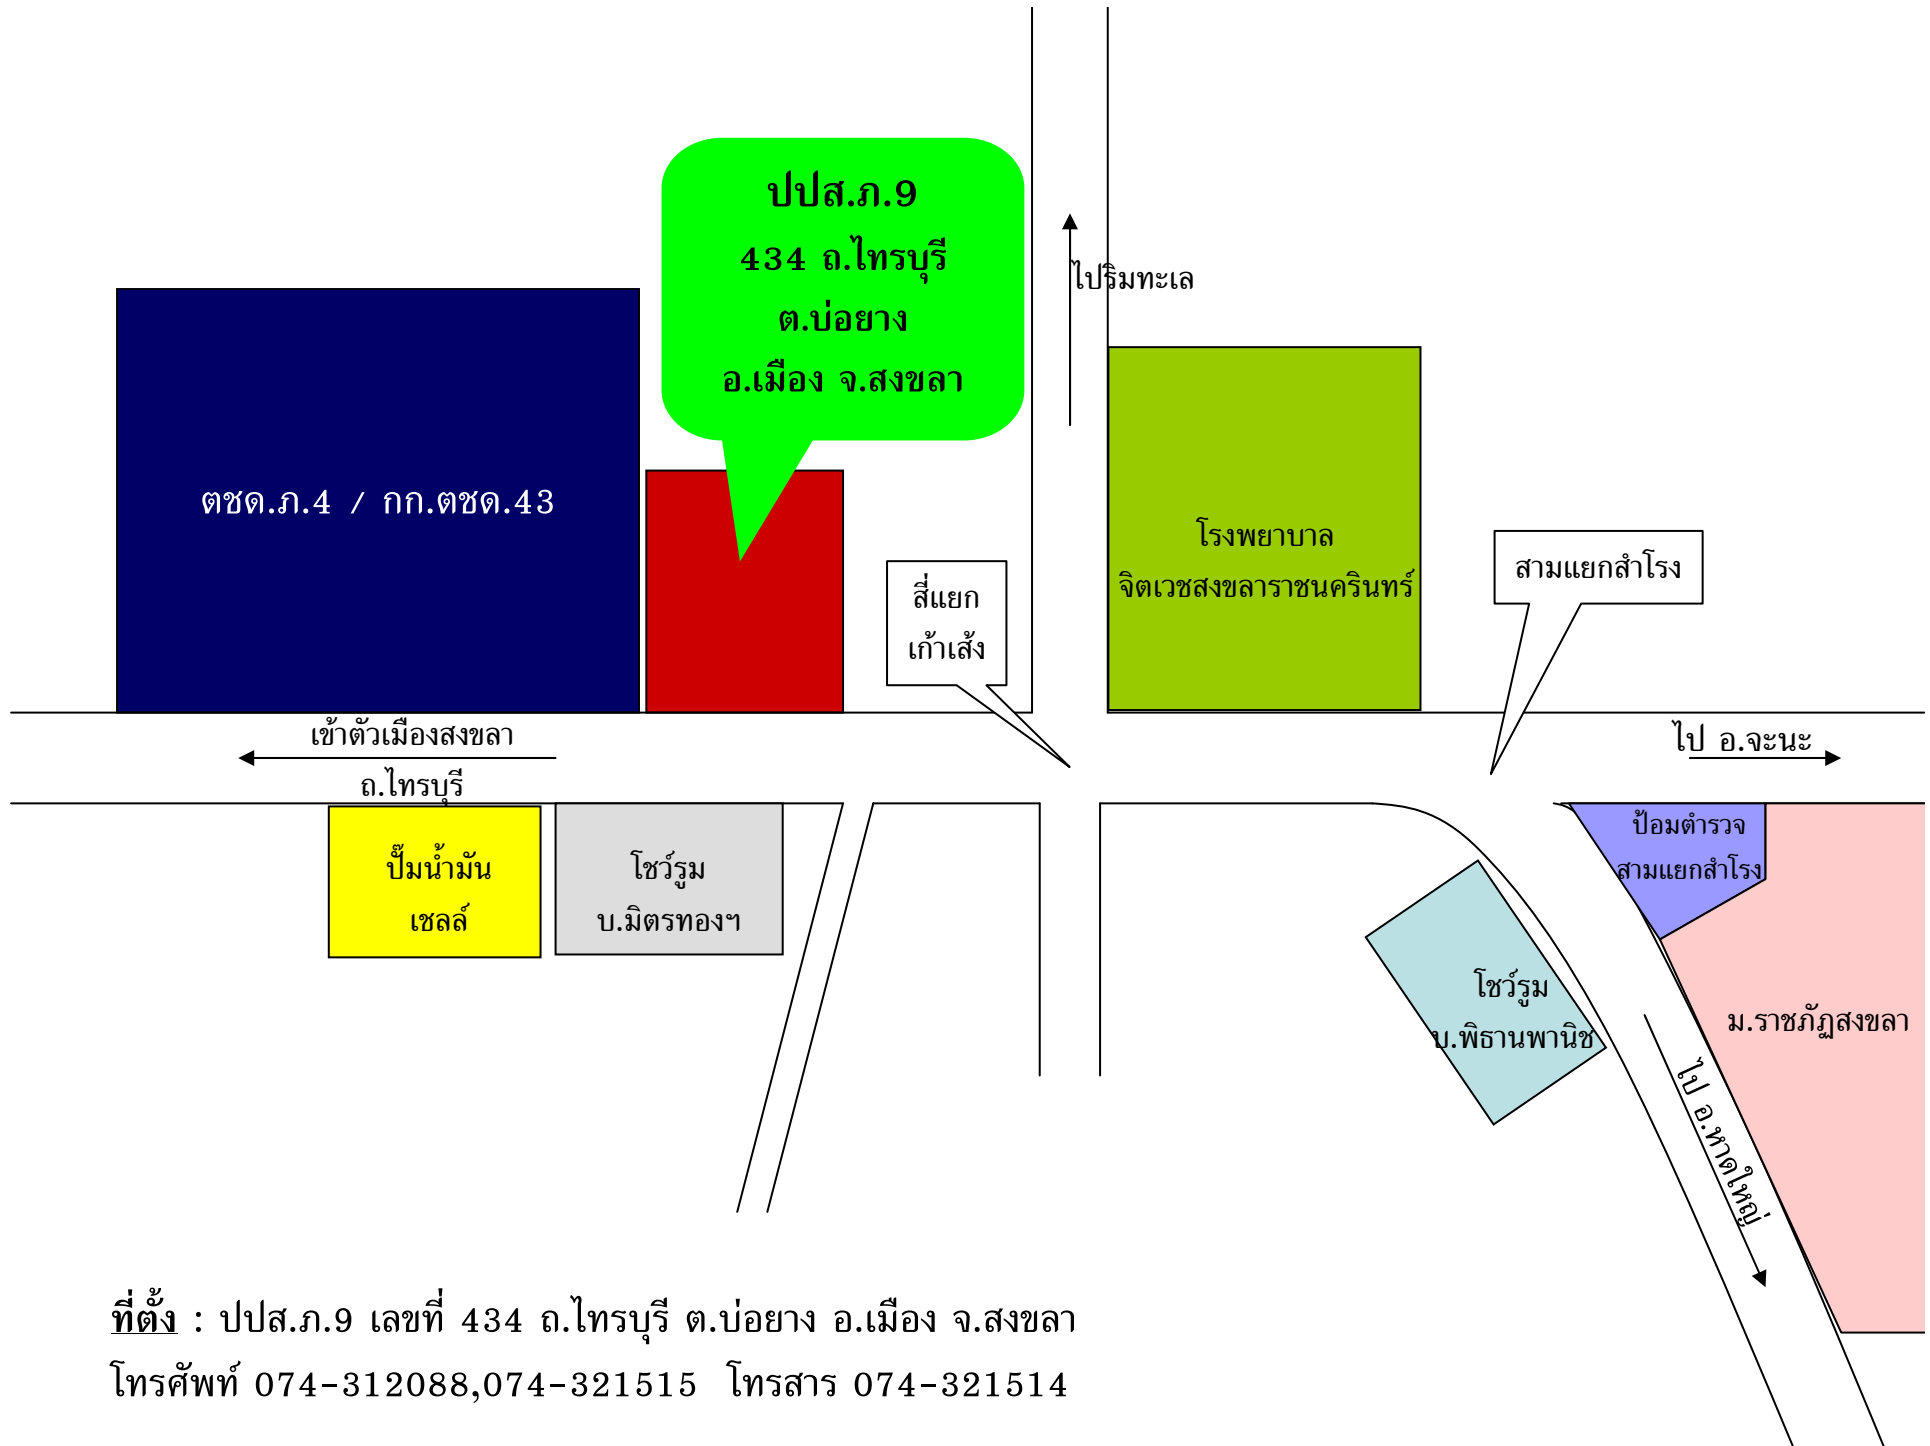 ปปส.ภ.9
434 ถ.ไทรบุรี
ต.บ่อยาง
อ.เมือง จ.สงขลา
ไปริมทะเล
ตชด.ภ.4 / กก.ตชด.43
โรงพยาบาล
จิตเวชสงขลาราชนครินทร์
สี่แยก
เก้าเส้ง
สามแยกสำโรง
เข้าตัวเมืองสงขลา
ถ.ไทรบุรี
ไป อ.จะนะ
ปั๊มน้ำมัน
เชลล์
โชว์รูม
บ.มิตรทองฯ
ป้อมตำรวจ
สามแยกสำโรง
โชว์รูม
บ.พิธานพานิช
ม.ราชภัฏสงขลา
ไป อ.หาดใหญ่
ที่ตั้ง : ปปส.ภ.9 เลขที่ 434 ถ.ไทรบุรี ต.บ่อยาง อ.เมือง จ.สงขลา
โทรศัพท์ 074-312088,074-321515 โทรสาร 074-321514